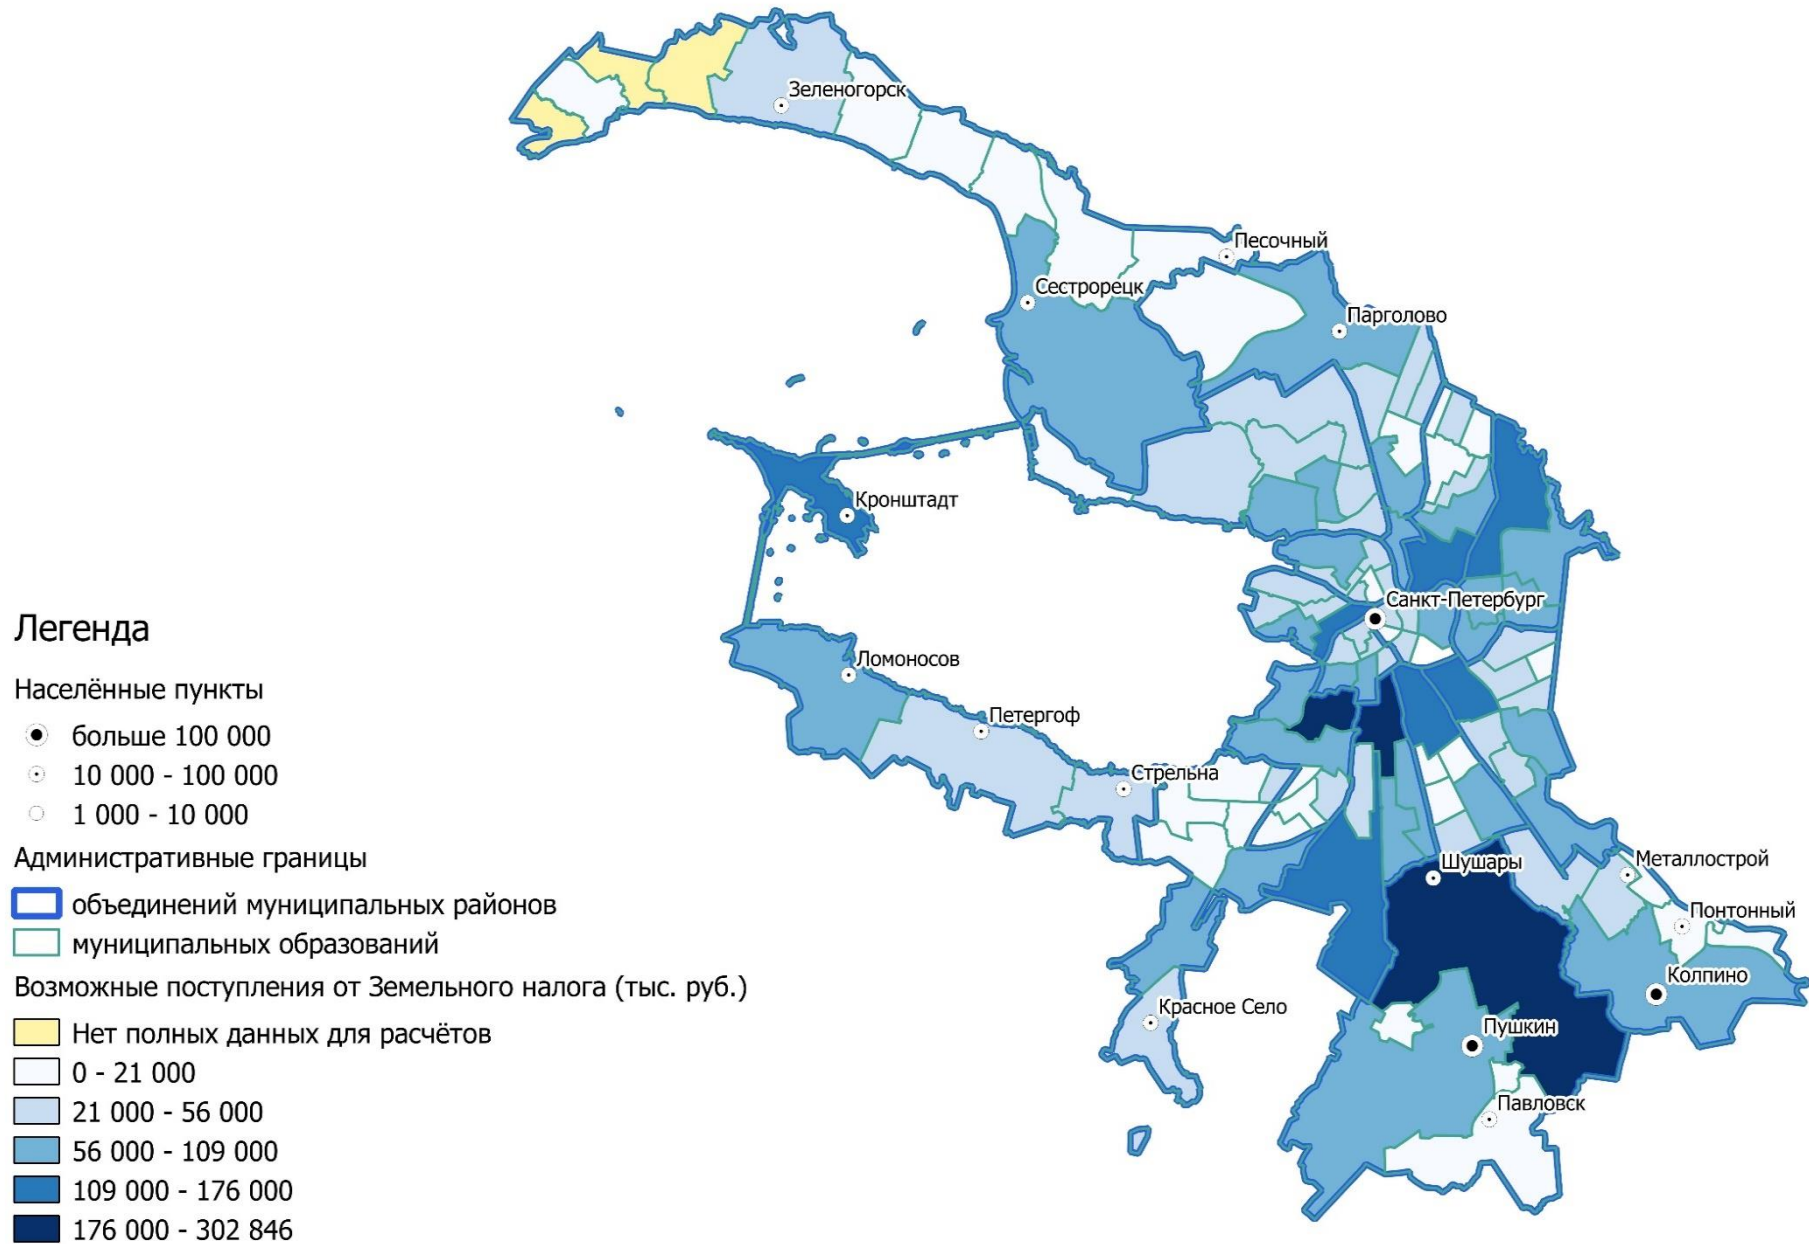 Зеленогорск
Песочный
Сестрорецк
Парголово
Кронштадт
Санкт-Петербург
Ломоносов
Петергоф
Стрельна
Шушары
Металлострой
Понтонный
Колпино
Красное Село
Пушкин
Павловск
Легенда
Населённые пункты
больше 100 000
10 000 - 100 000
1 000 - 10 000
Административные границы
объединений муниципальных районов
муниципальных образований
Возможные поступления от Земельного налога (тыс. руб.)
Нет полных данных для расчётов
0 - 21 000
21 000 - 56 000
56 000 - 109 000
109 000 - 176 000
176 000 - 302 846